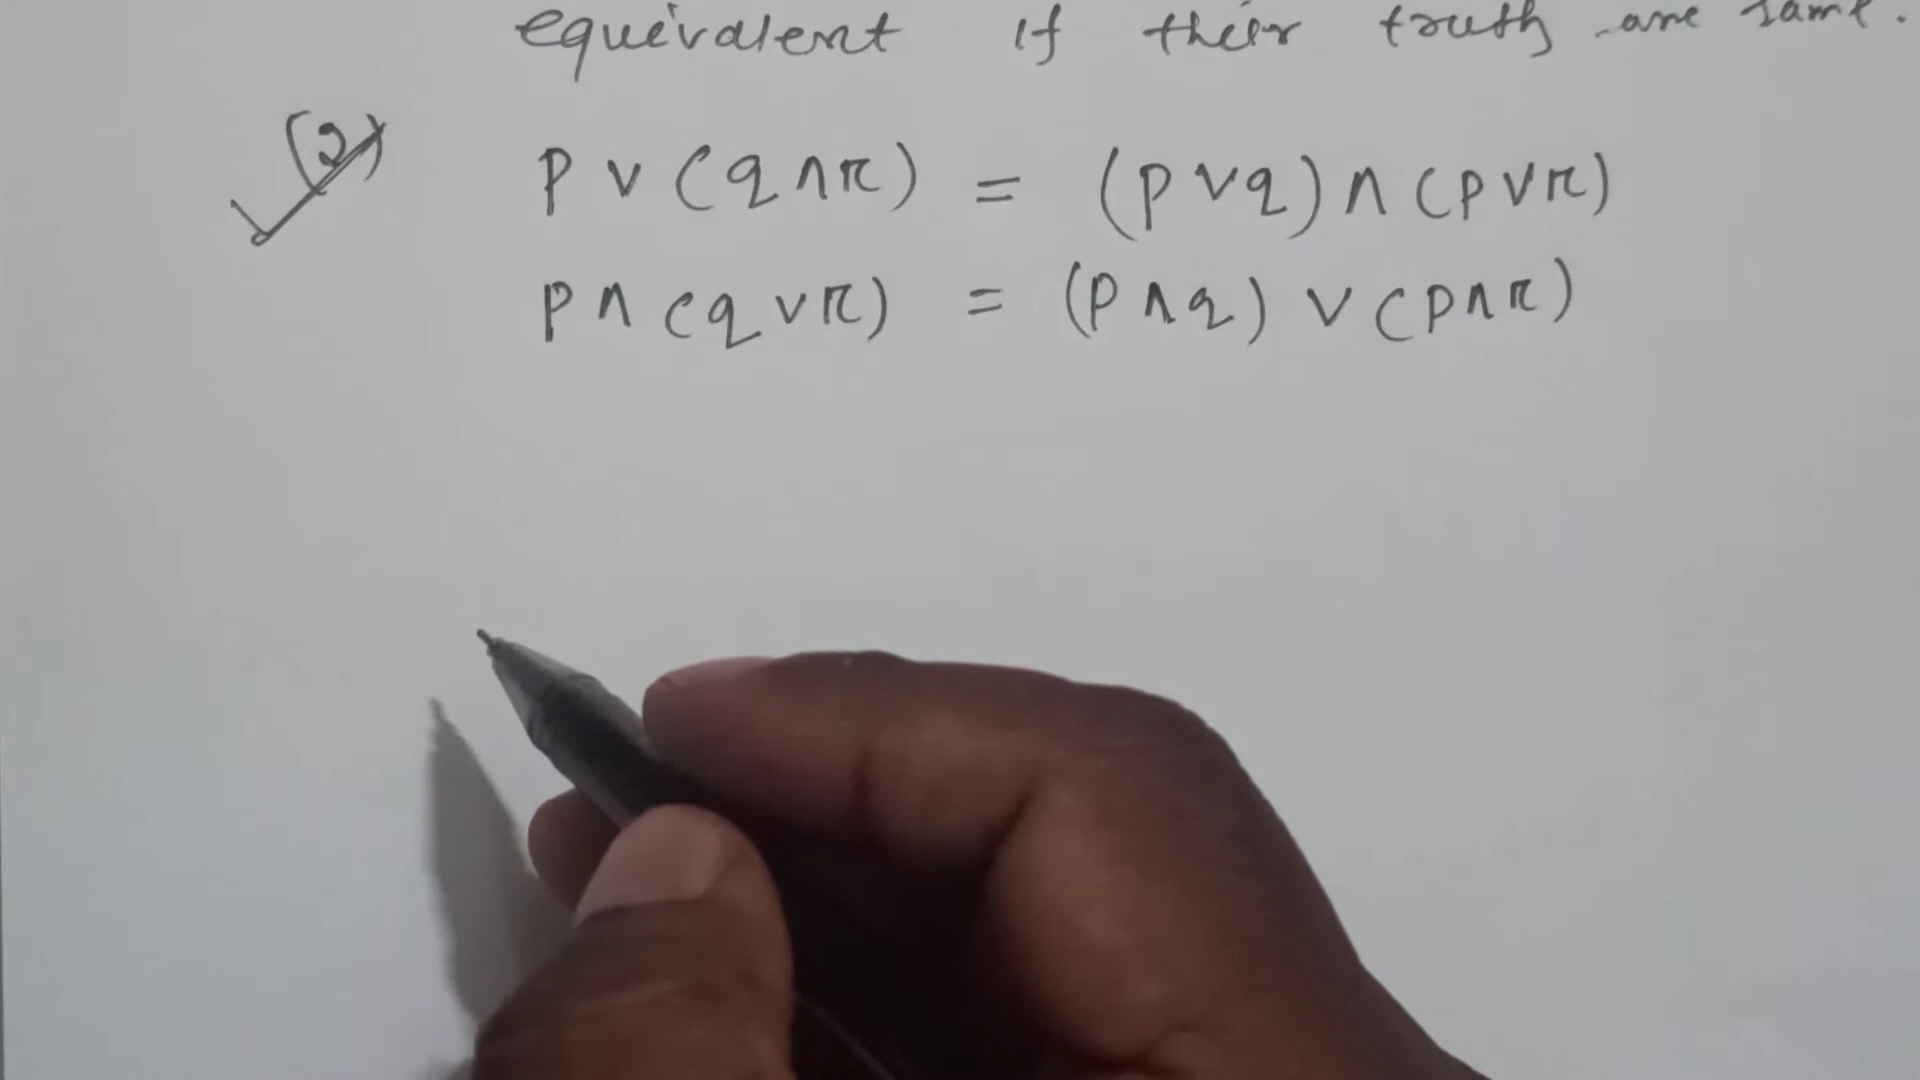 equivalent if their truth are same.
(2) p ∨ (q ∧ r) = (p ∨ q) ∧ (p ∨ r)
p ∧ (q ∨ r) = (p ∧ q) ∨ (p ∧ r)